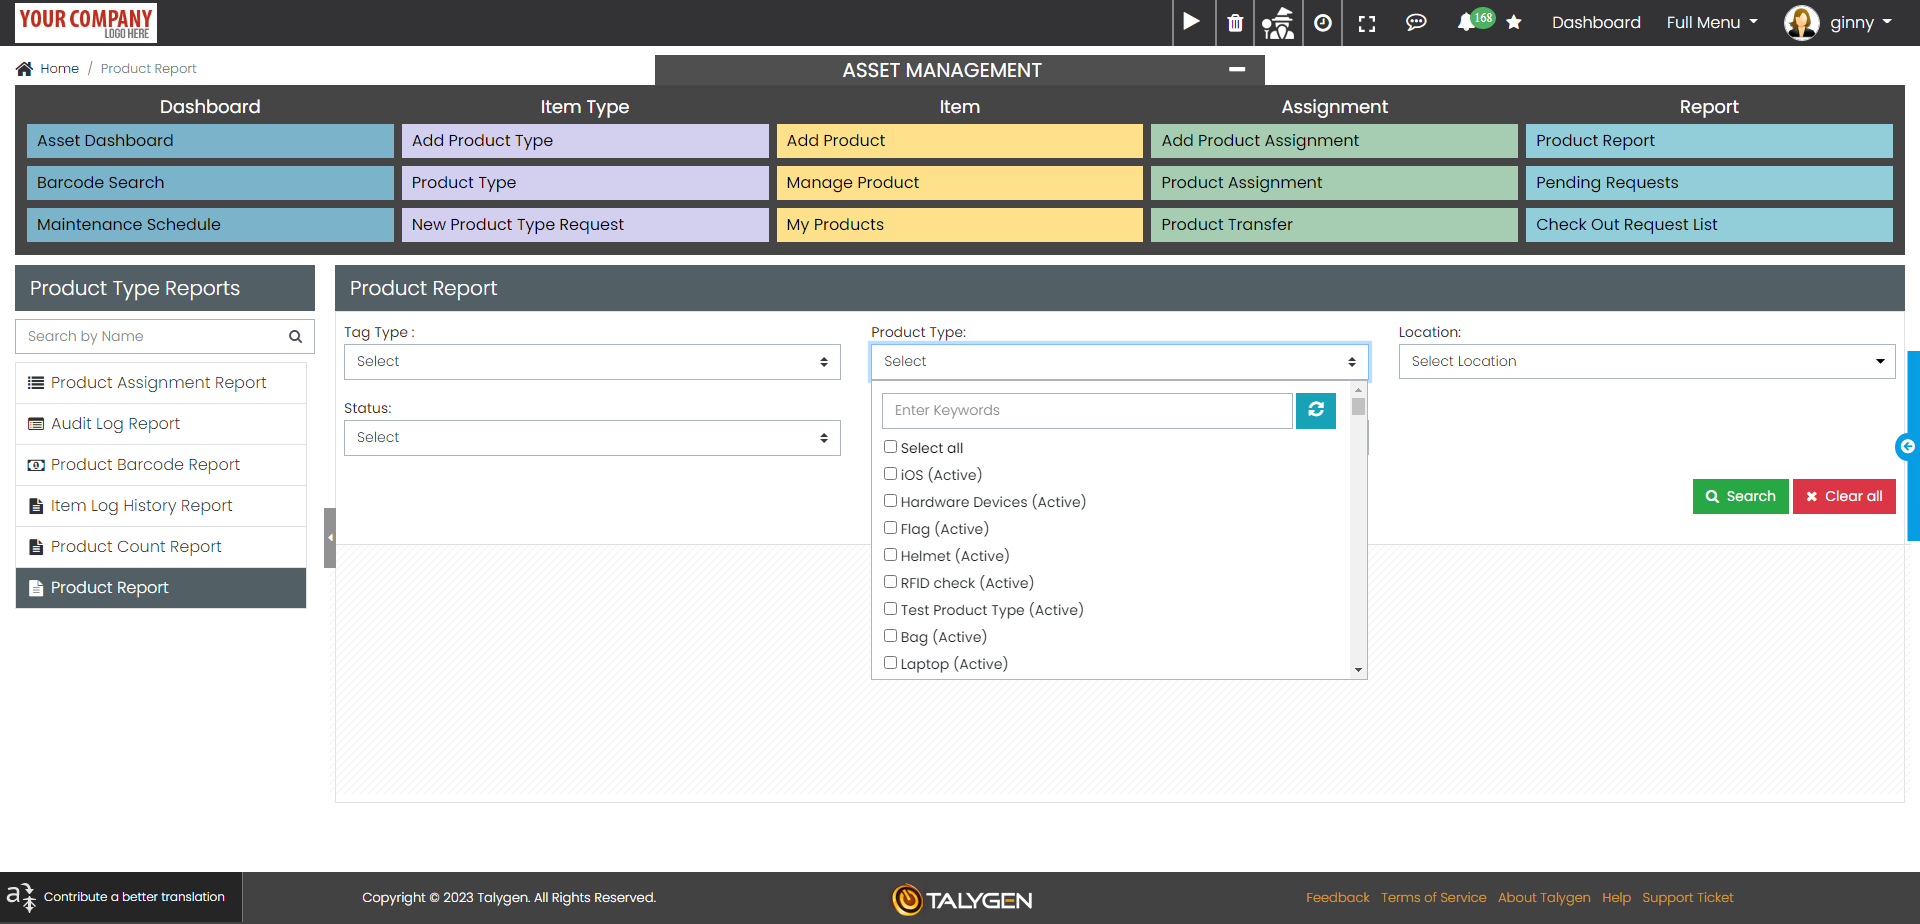 YOUR COMPANY
LOGO HERE
168
Dashboard
Full Menu
ginny
Home / Product Report
ASSET MANAGEMENT
Dashboard
Item Type
Item
Assignment
Report
Asset Dashboard
Add Product Type
Add Product
Add Product Assignment
Product Report
Barcode Search
Product Type
Manage Product
Product Assignment
Pending Requests
Maintenance Schedule
New Product Type Request
My Products
Product Transfer
Check Out Request List
Product Type Reports
Search by Name
Product Assignment Report
Audit Log Report
Product Barcode Report
Item Log History Report
Product Count Report
Product Report
Product Report
Tag Type :
Select
Product Type:
Select
Location:
Select Location
Status:
Select
Enter Keywords
Select all
iOS (Active)
Hardware Devices (Active)
Flag (Active)
Helmet (Active)
RFID check (Active)
Test Product Type (Active)
Bag (Active)
Laptop (Active)
Search
Clear all
Contribute a better translation
Copyright © 2023 Talygen. All Rights Reserved.
TALYGEN
Feedback
Terms of Service
About Talygen
Help
Support Ticket